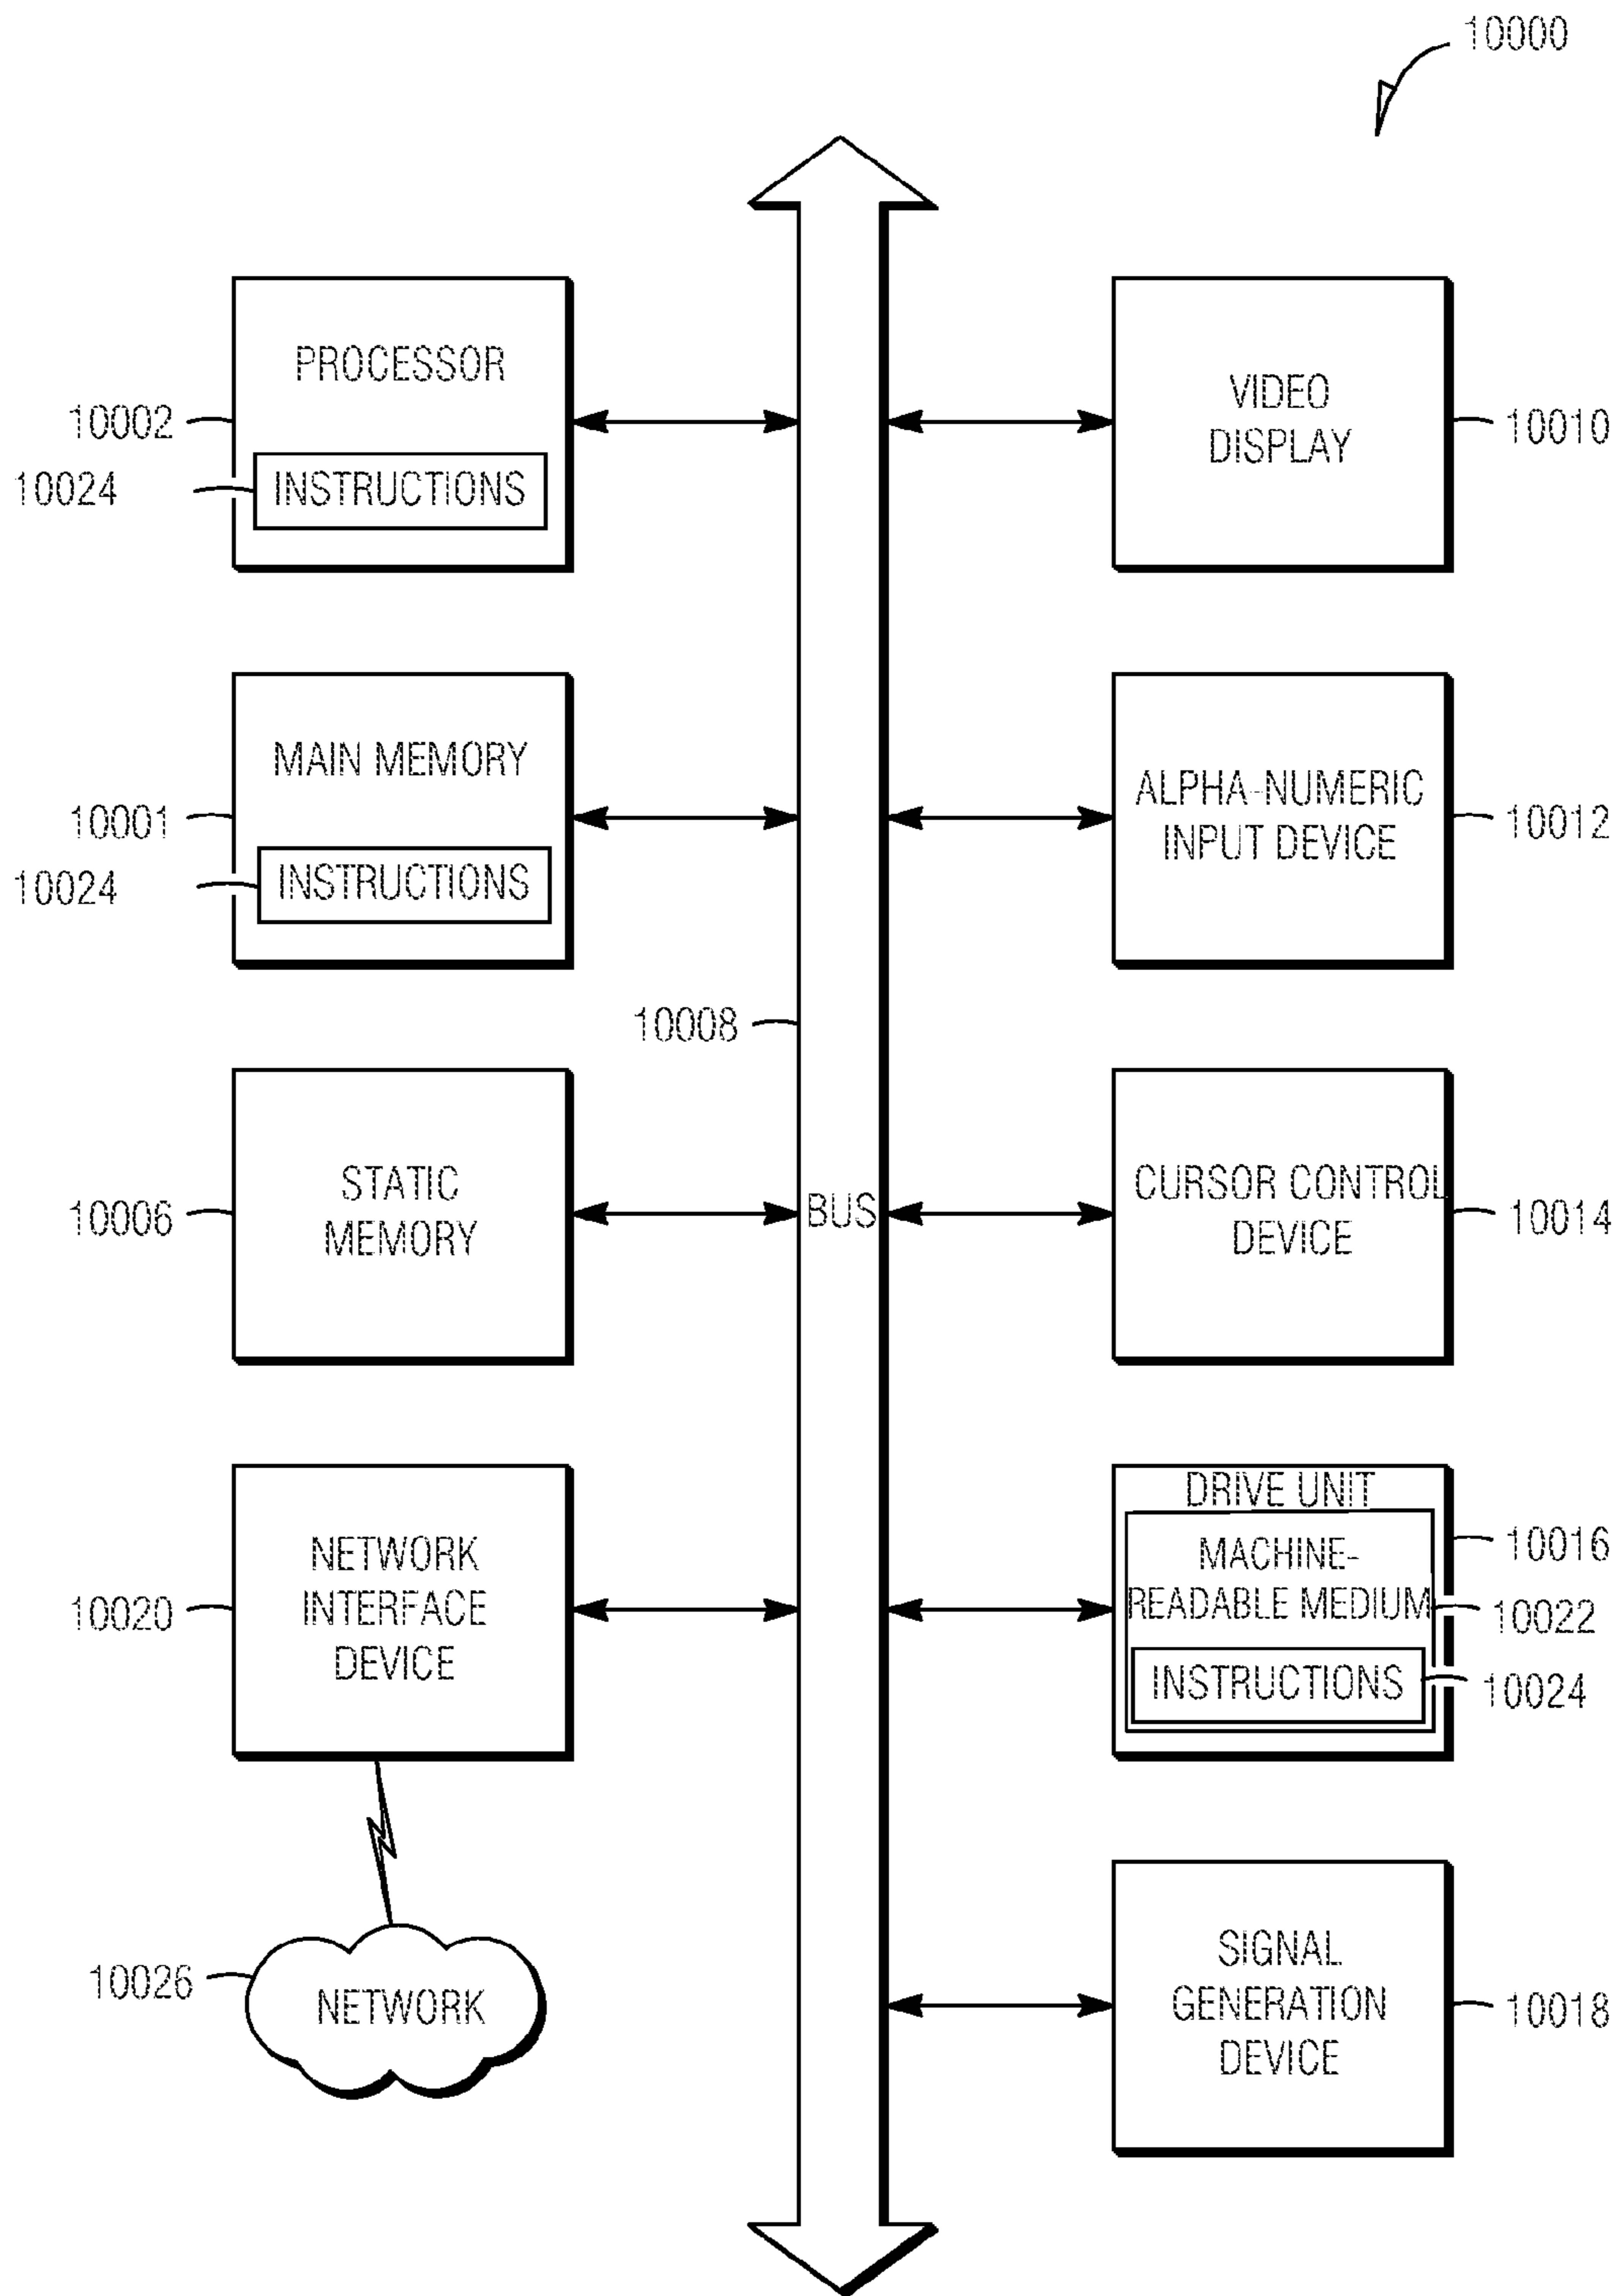 10000
PROCESSOR
10002
10024
INSTRUCTIONS
VIDEO
DISPLAY
10010
MAIN MEMORY
10001
10024
INSTRUCTIONS
ALPHA-NUMERIC
INPUT DEVICE
10012
10008
STATIC
MEMORY
10006
BUS
CURSOR CONTROL
DEVICE
10014
NETWORK
INTERFACE
DEVICE
10020
DRIVE UNIT
10016
MACHINE-
READABLE MEDIUM
10022
INSTRUCTIONS
10024
10026
NETWORK
SIGNAL
GENERATION
DEVICE
10018